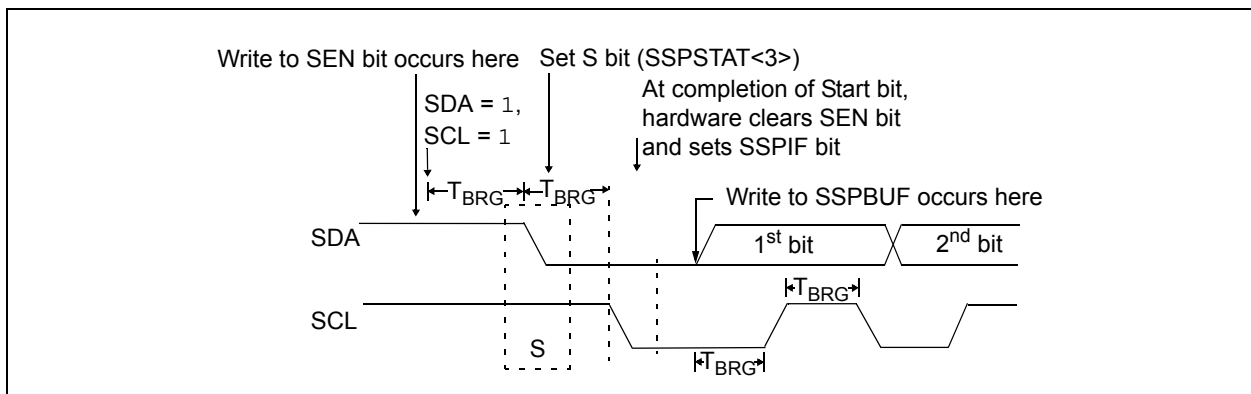 Write to SEN bit occurs here
Set S bit (SSPSTAT<3>)
SDA = 1,
SCL = 1
At completion of Start bit,
hardware clears SEN bit
and sets SSPIF bit
TBRG
TBRG
Write to SSPBUF occurs here
SDA
1st bit
2nd bit
TBRG
SCL
S
TBRG